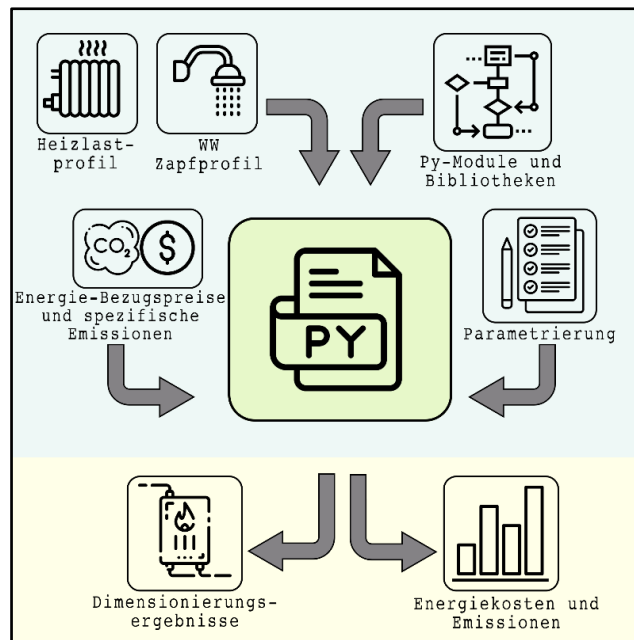 Heizlast-
profil
WW
Zapfprofil
Py-Module und
Bibliotheken
CO2
$
Energie-Bezugspreise
und spezifische
Emissionen
Parametrierung
PY
Dimensionierungs-
ergebnisse
Energiekosten und
Emissionen